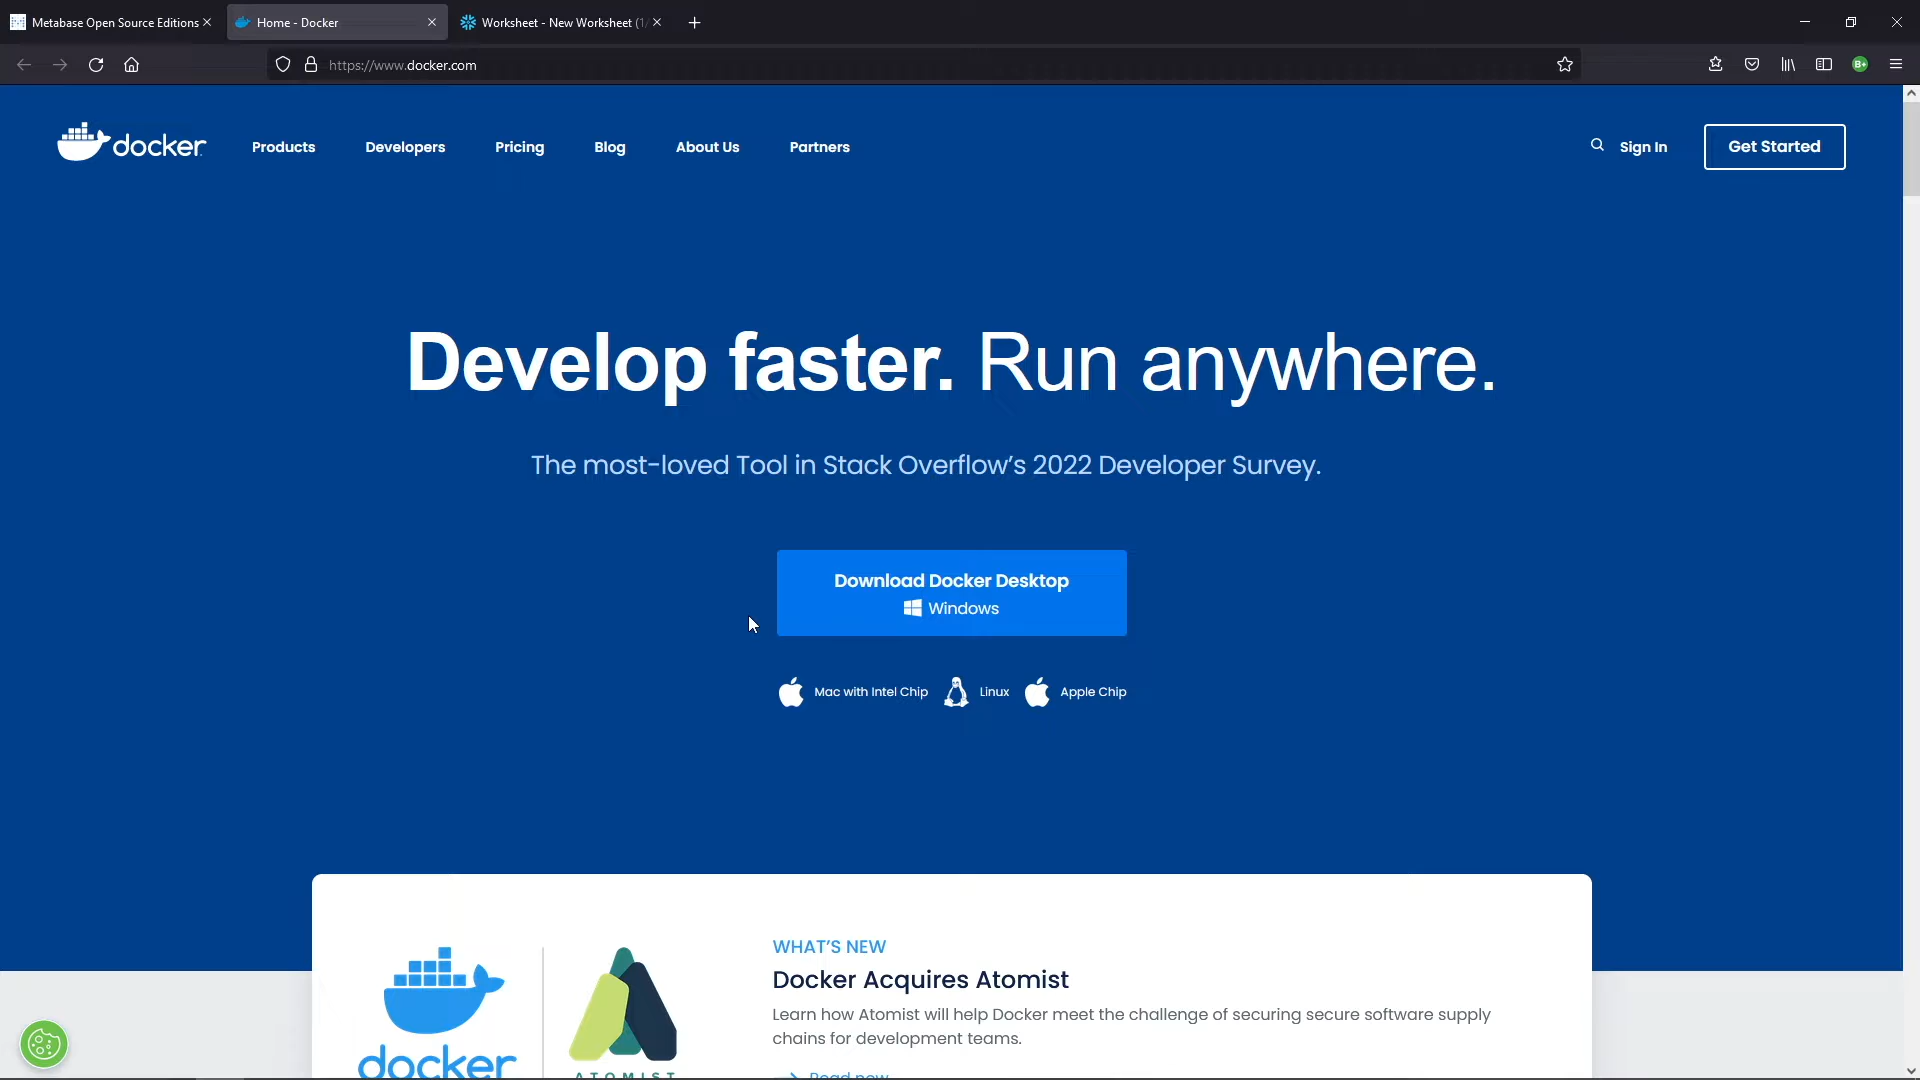 Metabase Open Source Editions
Home - Docker
Worksheet - New Worksheet (1/
https://www.docker.com
B+
docker
Products
Developers
Pricing
Blog
About Us
Partners
Sign In
Get Started
Develop faster. Run anywhere.
The most-loved Tool in Stack Overflow’s 2022 Developer Survey.
Download Docker Desktop
Windows
Mac with Intel Chip
Linux
Apple Chip
WHAT’S NEW
Docker Acquires Atomist
Learn how Atomist will help Docker meet the challenge of securing secure software supply
chains for development teams.
docker
ATOMIST
Read now